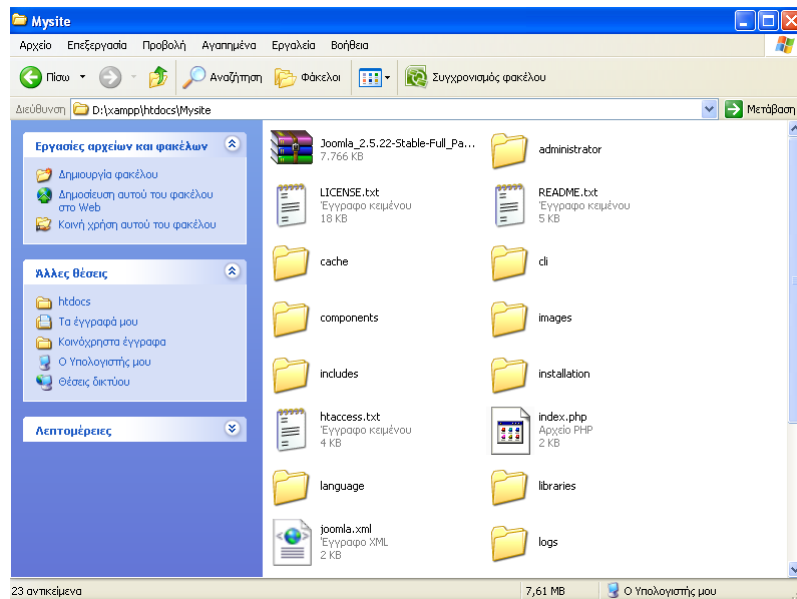 Mysite
Αρχείο Επεξεργασία Προβολή Αγαπημένα Εργαλεία Βοήθεια
Πίσω Αναζήτηση Φάκελοι Συγχρονισμός φακέλου
Διεύθυνση D:\xampp\htdocs\Mysite Μετάβαση
Εργασίες αρχείων και φακέλων
Δημιουργία φακέλου
Δημοσίευση αυτού του φακέλου
στο Web
Κοινή χρήση αυτού του φακέλου
Άλλες θέσεις
htdocs
Τα έγγραφά μου
Κοινόχρηστα έγγραφα
Ο Υπολογιστής μου
Θέσεις δικτύου
Λεπτομέρειες
Joomla_2.5.22-Stable-Full_Pa...
7.766 KB
administrator
LICENSE.txt
Έγγραφο κειμένου
18 KB
README.txt
Έγγραφο κειμένου
5 KB
cache
cli
components
images
includes
installation
htaccess.txt
Έγγραφο κειμένου
4 KB
index.php
Αρχείο PHP
2 KB
language
libraries
joomla.xml
Έγγραφο XML
2 KB
logs
23 αντικείμενα
7,61 MB
Ο Υπολογιστής μου